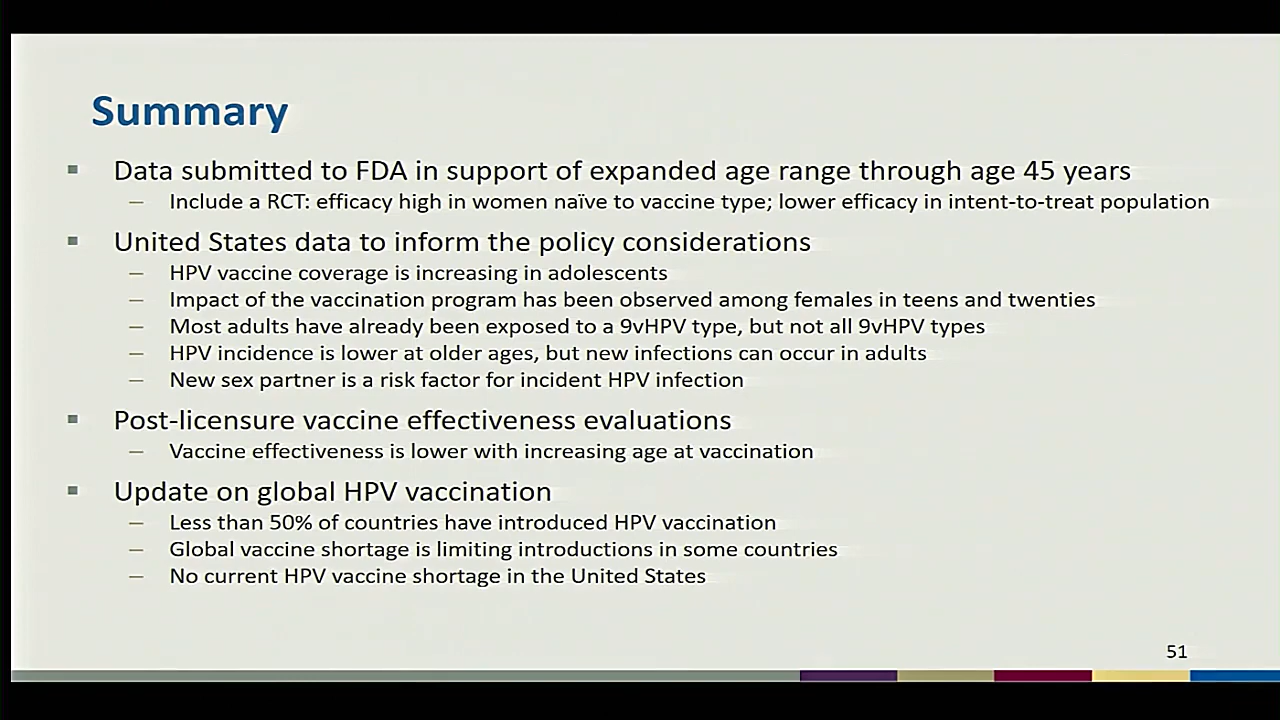 Summary
Data submitted to FDA in support of expanded age range through age 45 years
– Include a RCT: efficacy high in women naïve to vaccine type; lower efficacy in intent-to-treat population
United States data to inform the policy considerations
– HPV vaccine coverage is increasing in adolescents
– Impact of the vaccination program has been observed among females in teens and twenties
– Most adults have already been exposed to a 9vHPV type, but not all 9vHPV types
– HPV incidence is lower at older ages, but new infections can occur in adults
– New sex partner is a risk factor for incident HPV infection
Post-licensure vaccine effectiveness evaluations
– Vaccine effectiveness is lower with increasing age at vaccination
Update on global HPV vaccination
– Less than 50% of countries have introduced HPV vaccination
– Global vaccine shortage is limiting introductions in some countries
– No current HPV vaccine shortage in the United States
51